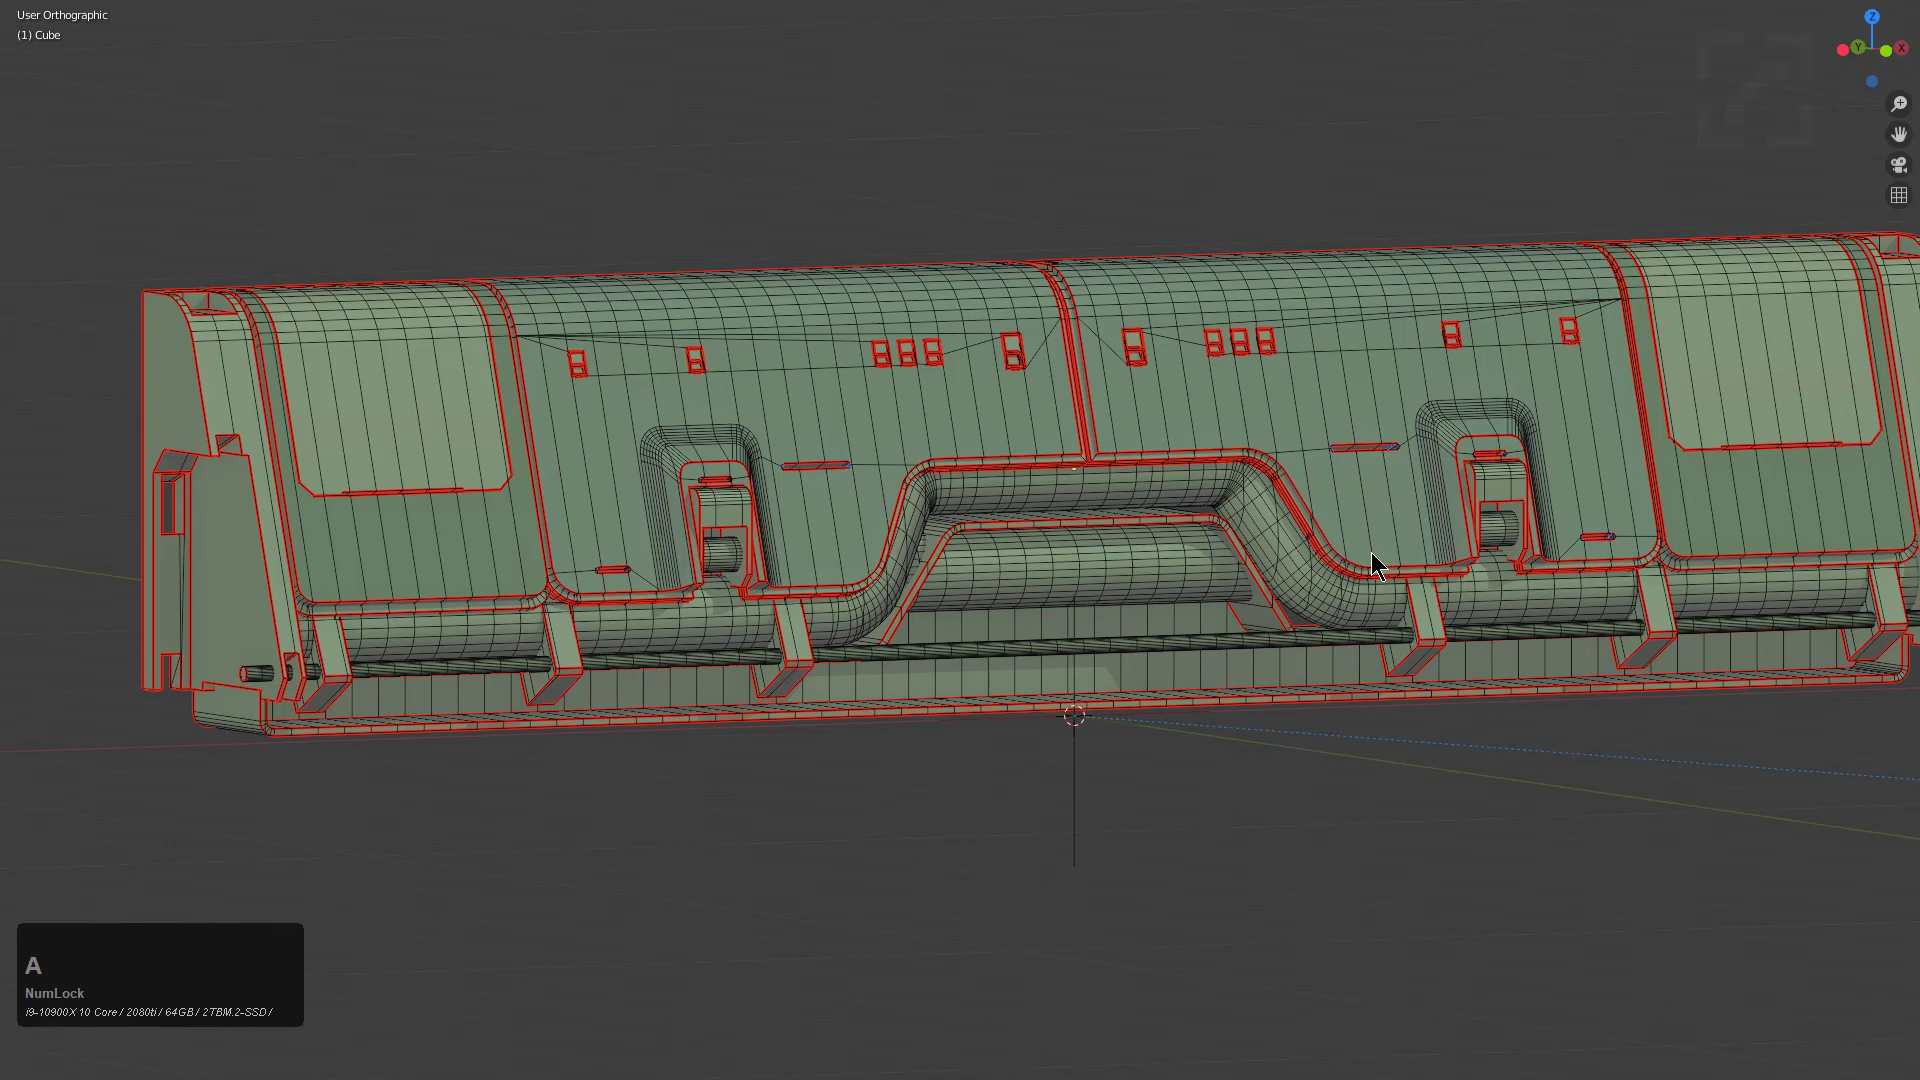 User Orthographic
(1) Cube
Z
Y
X
A
NumLock
i9-10900X 10 Core / 2080ti / 64GB / 2TBM.2-SSD /